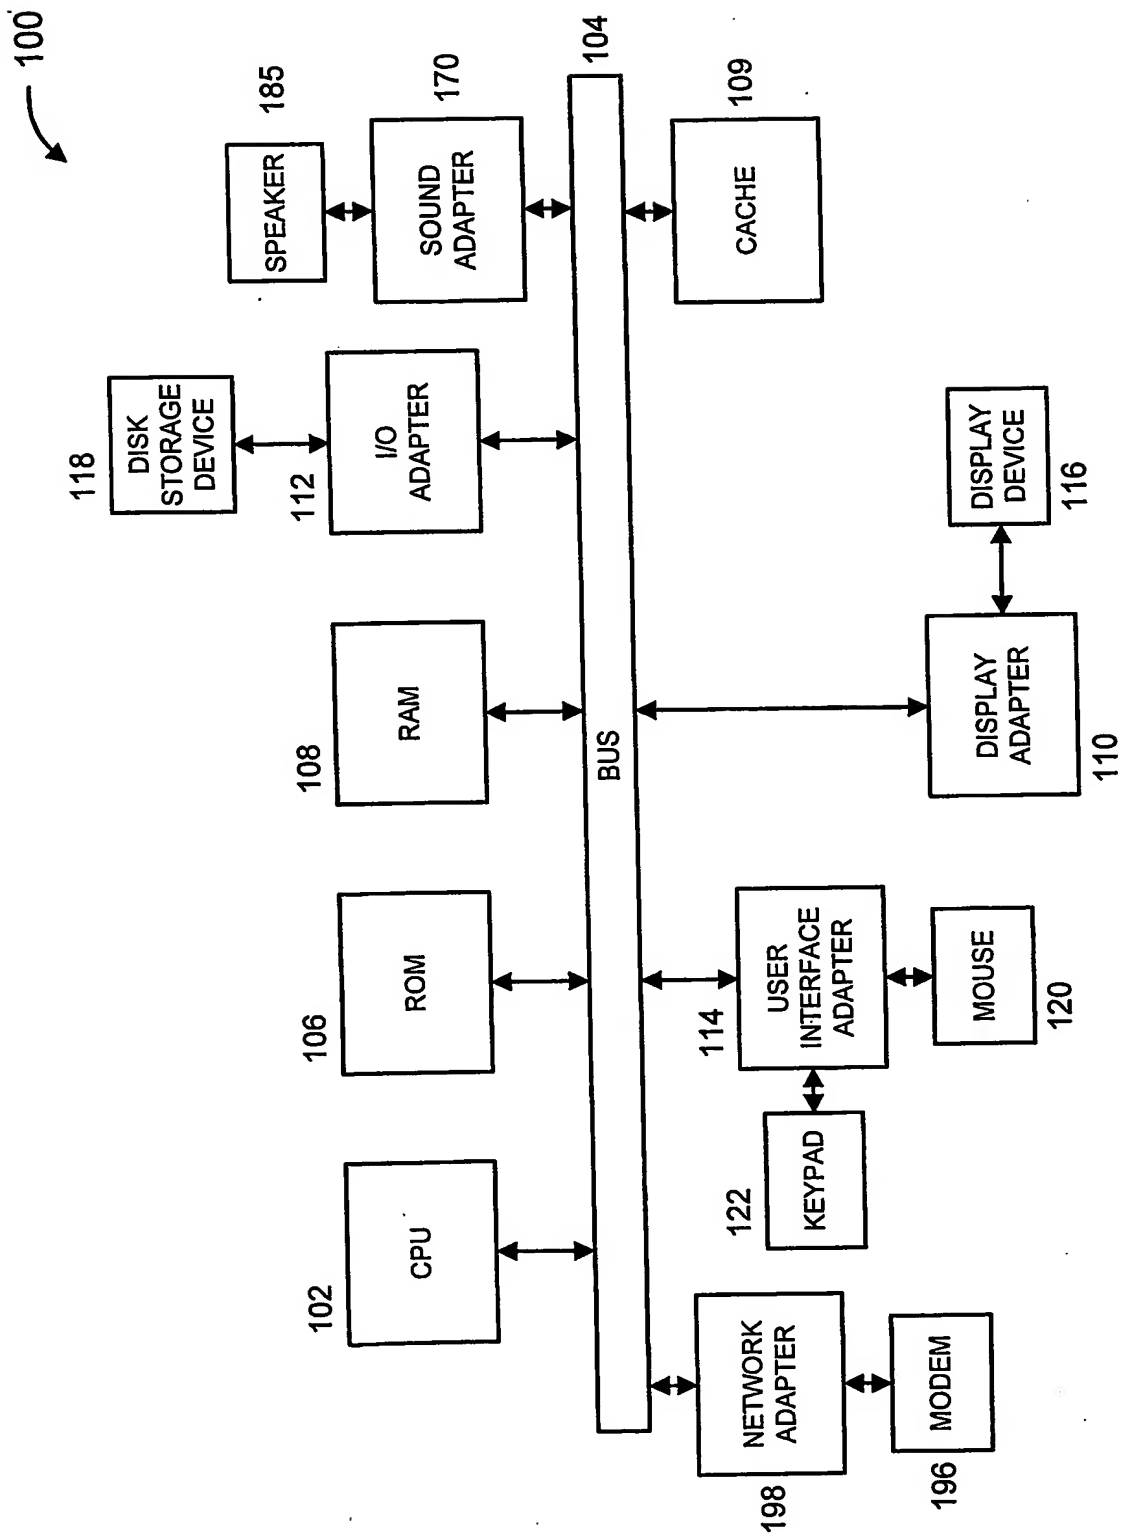 100
118
DISK
STORAGE
DEVICE
SPEAKER
185
102
CPU
106
ROM
108
RAM
112
I/O
ADAPTER
SOUND
ADAPTER
170
BUS
104
198
NETWORK
ADAPTER
114
USER
INTERFACE
ADAPTER
CACHE
109
122
KEYPAD
196
MODEM
MOUSE
120
DISPLAY
ADAPTER
110
DISPLAY
DEVICE
116